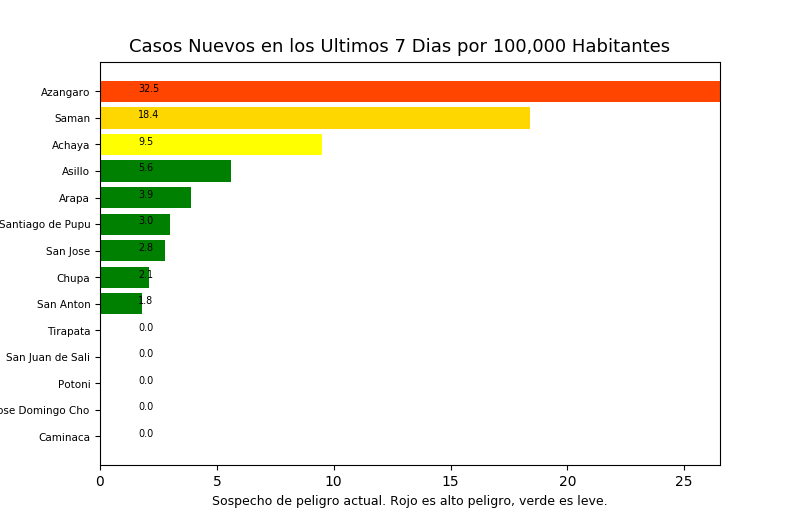 Casos Nuevos en los Ultimos 7 Dias por 100,000 Habitantes
Azangaro 32.5
Saman 18.4
Achaya 9.5
Asillo 5.6
Arapa 3.9
Santiago de Pupu 3.0
San Jose 2.8
Chupa 2.1
San Anton 1.8
Tirapata 0.0
San Juan de Sali 0.0
Potoni 0.0
ose Domingo Cho 0.0
Caminaca 0.0
0 5 10 15 20 25
Sospecho de peligro actual. Rojo es alto peligro, verde es leve.